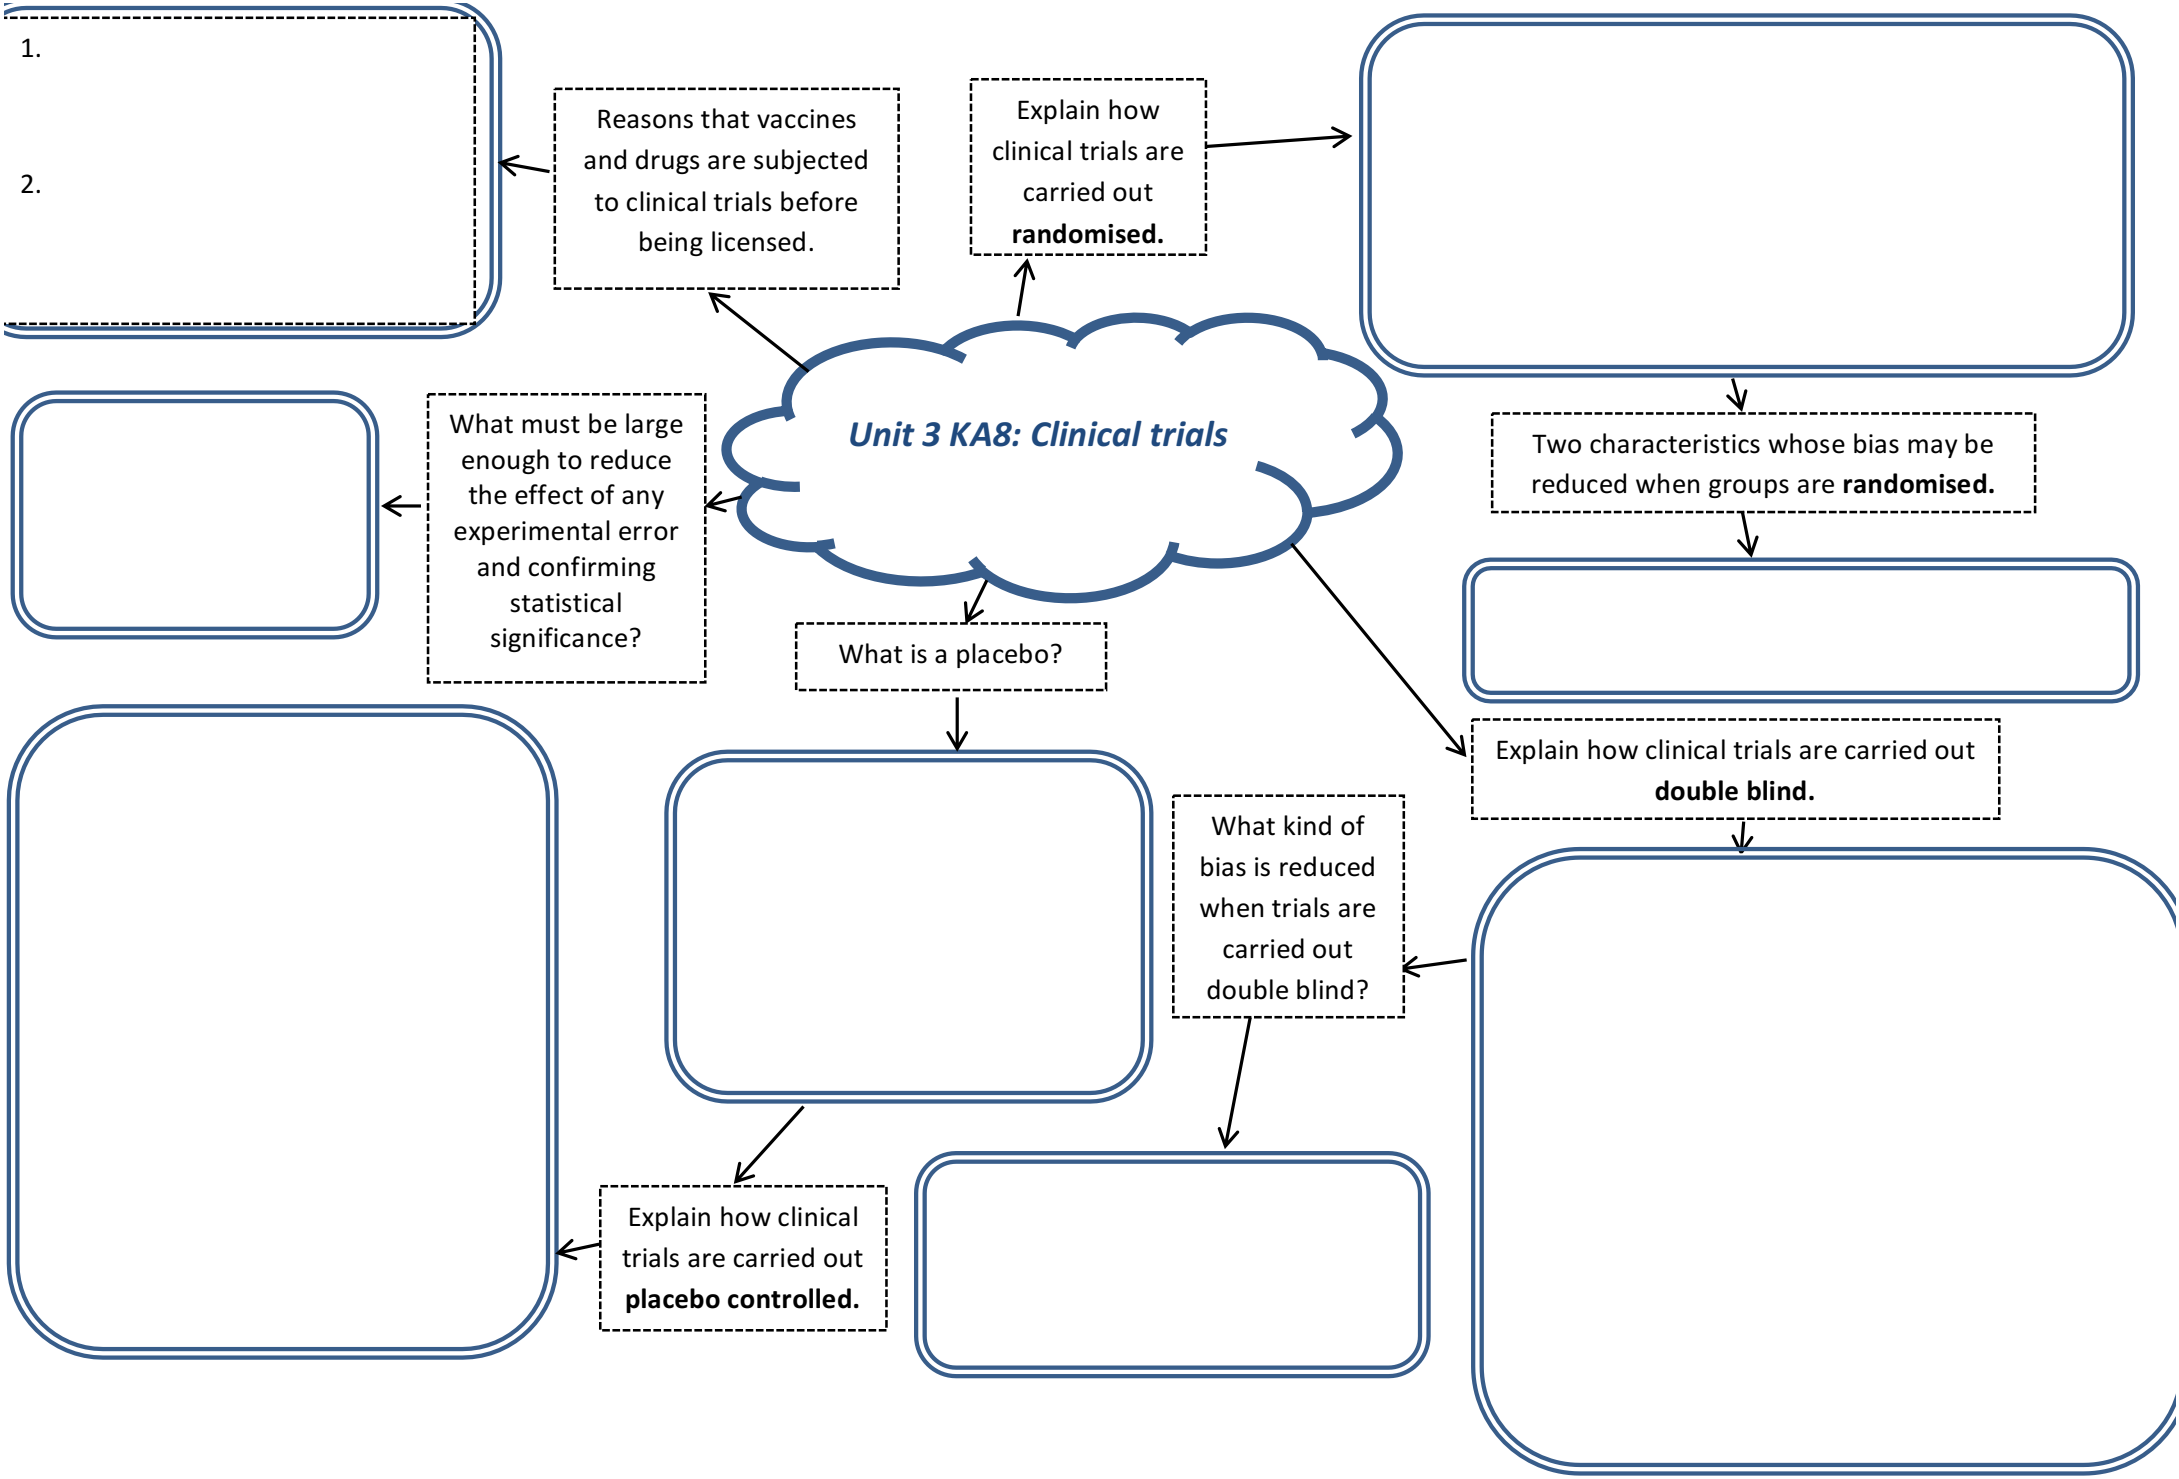 1.
2.
Reasons that vaccines
and drugs are subjected
to clinical trials before
being licensed.
Explain how
clinical trials are
carried out
randomised.
Unit 3 KA8: Clinical trials
What must be large
enough to reduce
the effect of any
experimental error
and confirming
statistical
significance?
Two characteristics whose bias may be
reduced when groups are randomised.
What is a placebo?
Explain how clinical trials are carried out
double blind.
What kind of
bias is reduced
when trials are
carried out
double blind?
Explain how clinical
trials are carried out
placebo controlled.